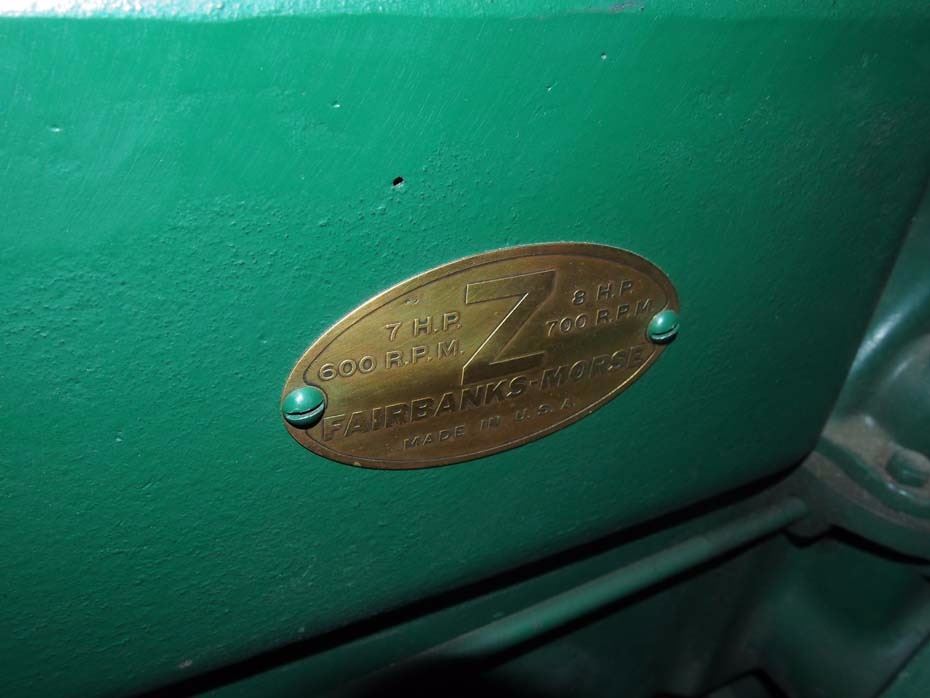 Z
7 H.P.
600 R.P.M.
8 H.P.
700 R.P.M.
FAIRBANKS-MORSE
MADE IN U.S.A.